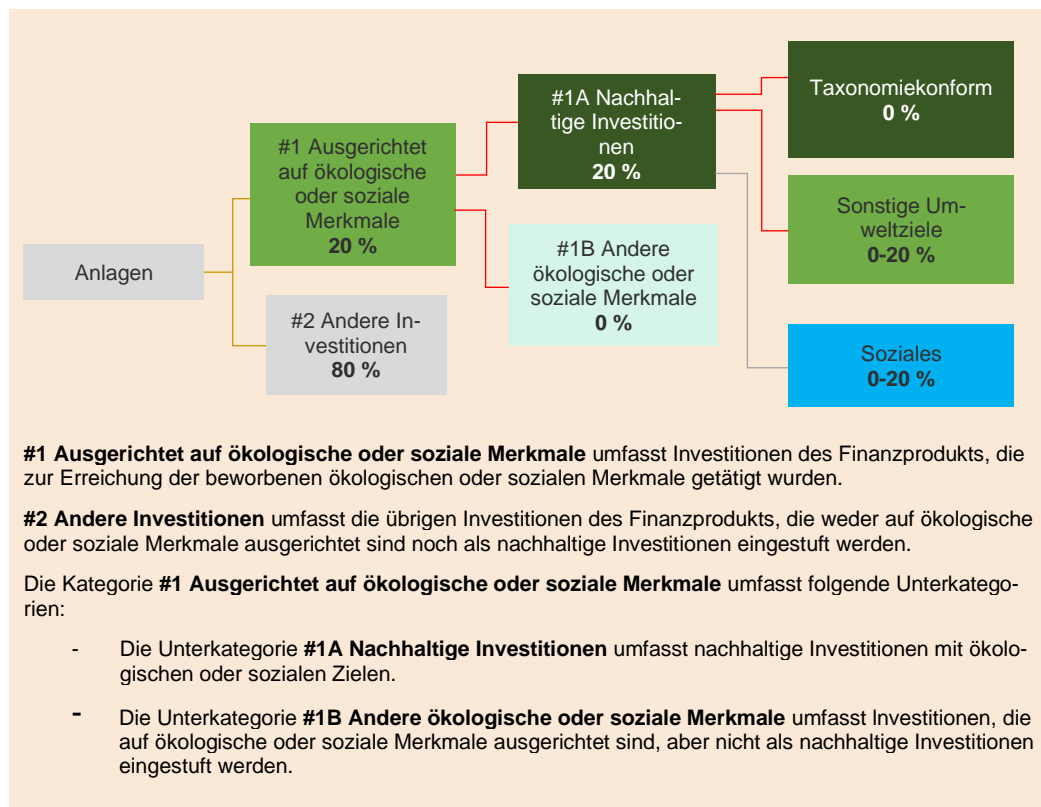 Anlagen
#1 Ausgerichtet
auf ökologische
oder soziale
Merkmale
20 %
#2 Andere In-
vestitionen
80 %
#1A Nachhal-
tige Investitio-
nen
20 %
#1B Andere
ökologische oder
soziale Merkmale
0 %
Taxonomiekonform
0 %
Sonstige Um-
weltziele
0-20 %
Soziales
0-20 %
#1 Ausgerichtet auf ökologische oder soziale Merkmale umfasst Investitionen des Finanzprodukts, die
zur Erreichung der beworbenen ökologischen oder sozialen Merkmale getätigt wurden.
#2 Andere Investitionen umfasst die übrigen Investitionen des Finanzprodukts, die weder auf ökologische
oder soziale Merkmale ausgerichtet sind noch als nachhaltige Investitionen eingestuft werden.
Die Kategorie #1 Ausgerichtet auf ökologische oder soziale Merkmale umfasst folgende Unterkatego-
rien:
- Die Unterkategorie #1A Nachhaltige Investitionen umfasst nachhaltige Investitionen mit ökolo-
gischen oder sozialen Zielen.
- Die Unterkategorie #1B Andere ökologische oder soziale Merkmale umfasst Investitionen, die
auf ökologische oder soziale Merkmale ausgerichtet sind, aber nicht als nachhaltige Investitionen
eingestuft werden.